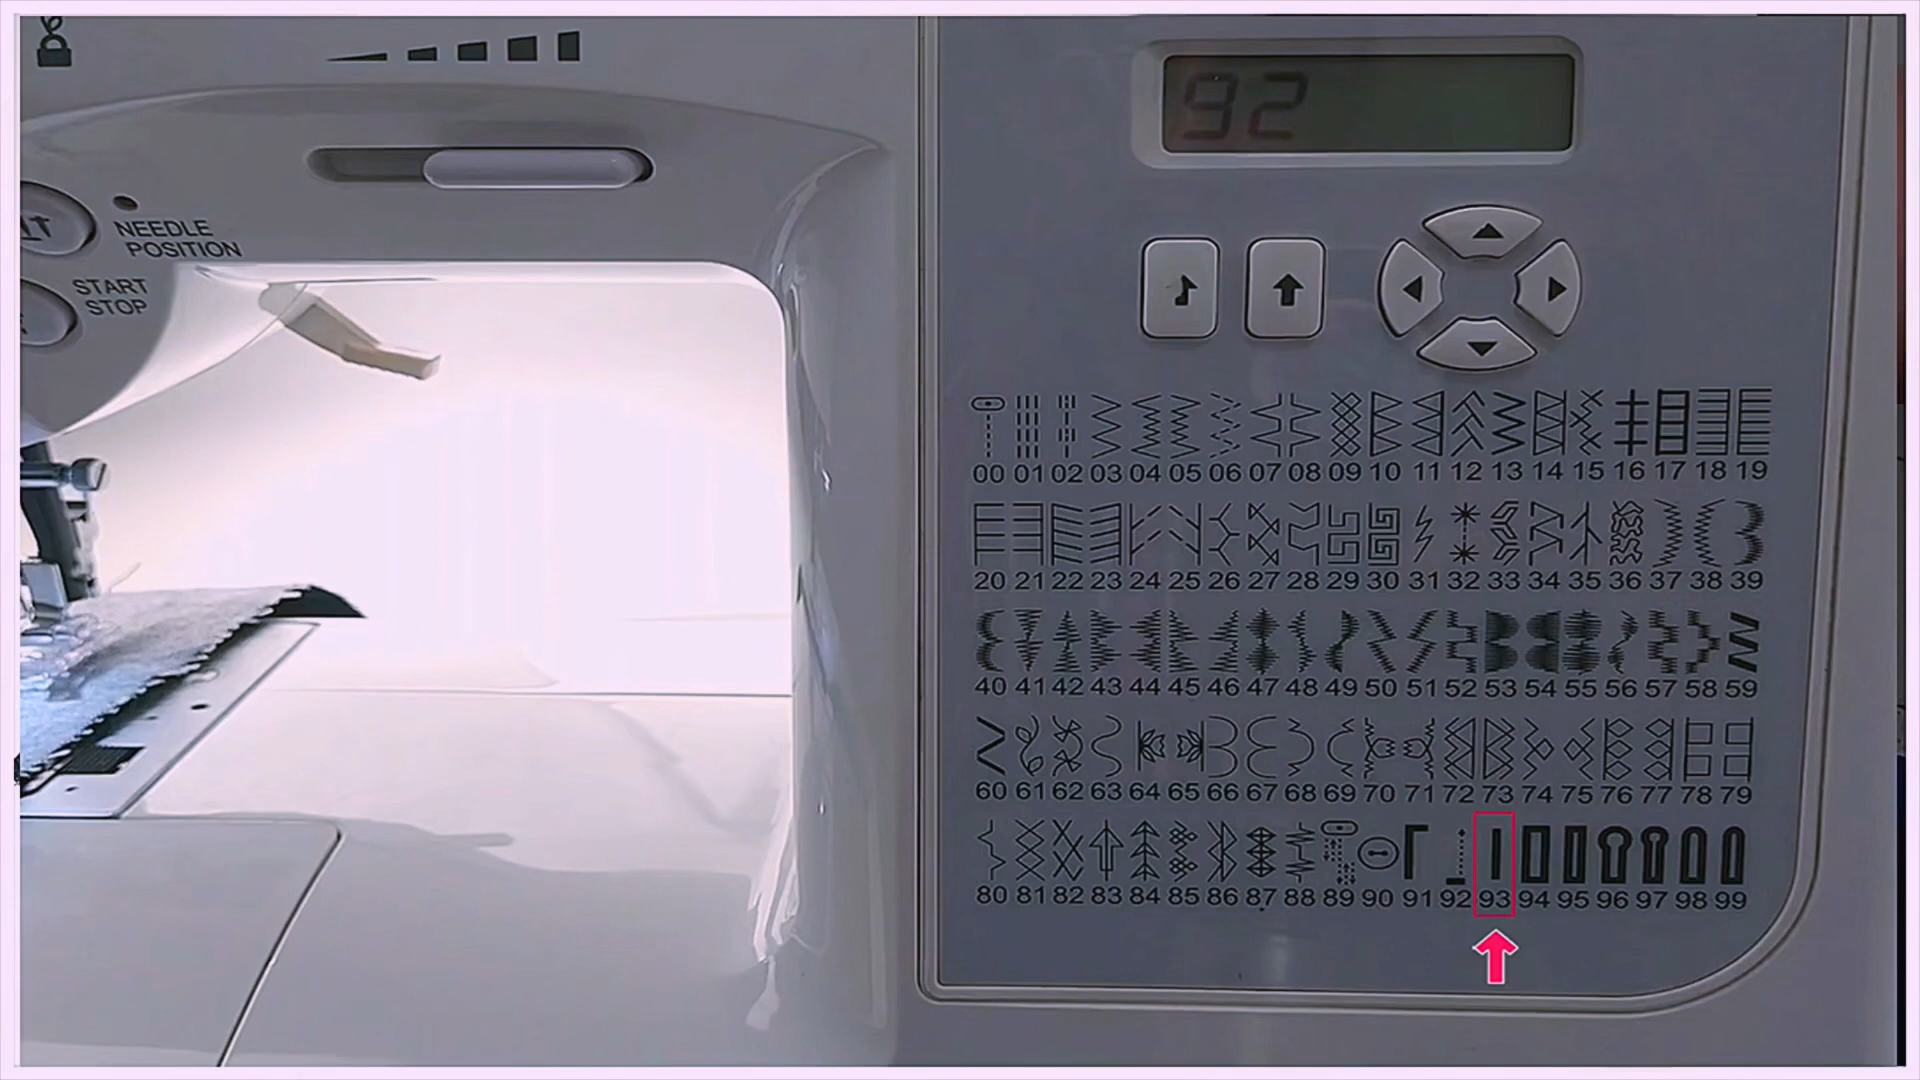 92
NEEDLE
POSITION
START
STOP
00 01 02 03 04 05 06 07 08 09 10 11 12 13 14 15 16 17 18 19
20 21 22 23 24 25 26 27 28 29 30 31 32 33 34 35 36 37 38 39
40 41 42 43 44 45 46 47 48 49 50 51 52 53 54 55 56 57 58 59
60 61 62 63 64 65 66 67 68 69 70 71 72 73 74 75 76 77 78 79
80 81 82 83 84 85 86 87 88 89 90 91 92 93 94 95 96 97 98 99